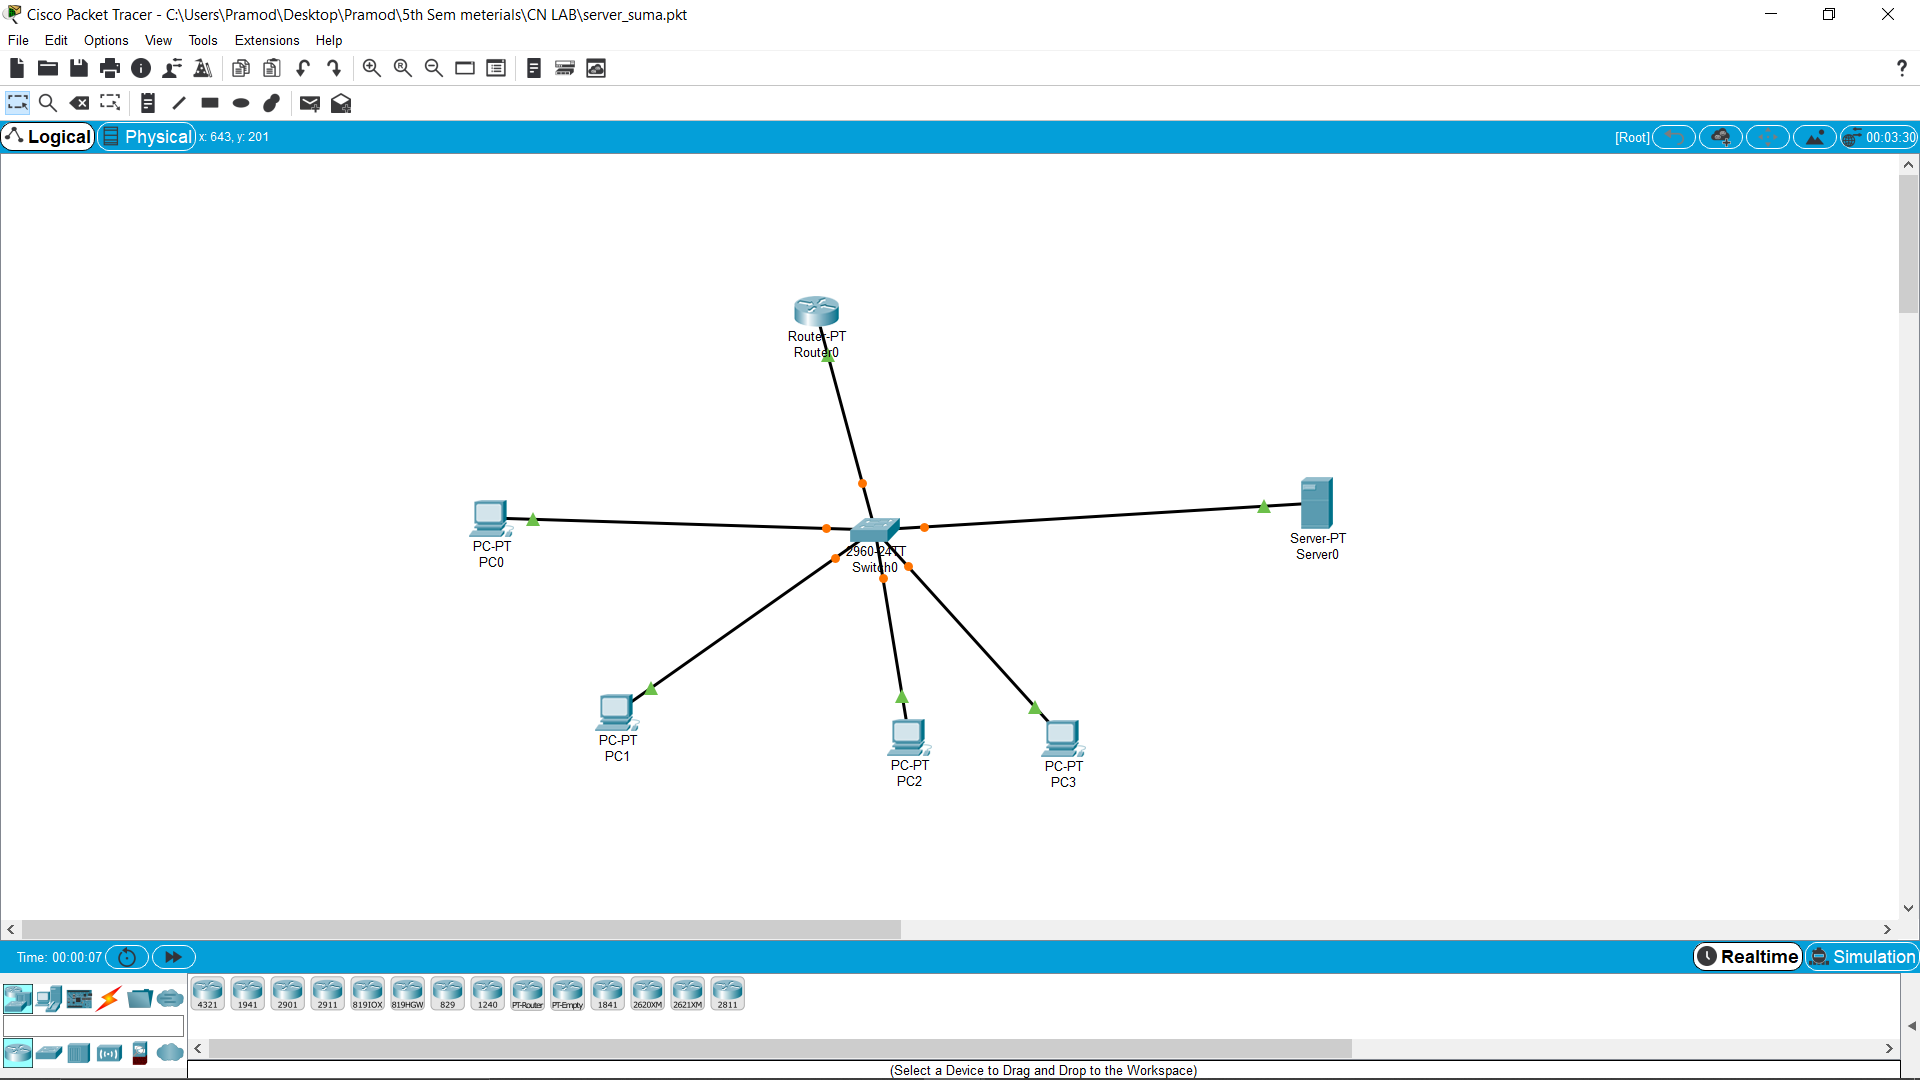 Cisco Packet Tracer - C:\Users\Pramod\Desktop\Pramod\5th Sem meterials\CN LAB\server_suma.pkt
File Edit Options View Tools Extensions Help
Logical Physical x: 643, y: 201 [Root] 00:03:30
Router-PT
Router0
PC-PT
PC0
2960-24TT
Switch0
Server-PT
Server0
PC-PT
PC1
PC-PT
PC2
PC-PT
PC3
Time: 00:00:07 Realtime Simulation
4321 1941 2901 2911 819IOX 819HGW 829 1240 PT-Router PT-Empty 1841 2620XM 2621XM 2811
(Select a Device to Drag and Drop to the Workspace)